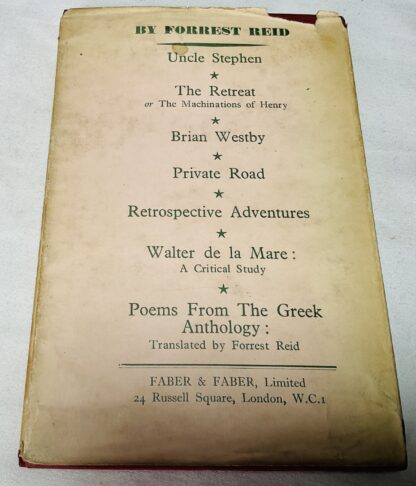 BY FORREST REID
Uncle Stephen
The Retreat
or The Machinations of Henry
Brian Westby
Private Road
Retrospective Adventures
Walter de la Mare :
A Critical Study
Poems From The Greek
Anthology :
Translated by Forrest Reid
FABER & FABER, Limited
24 Russell Square, London, W.C.1